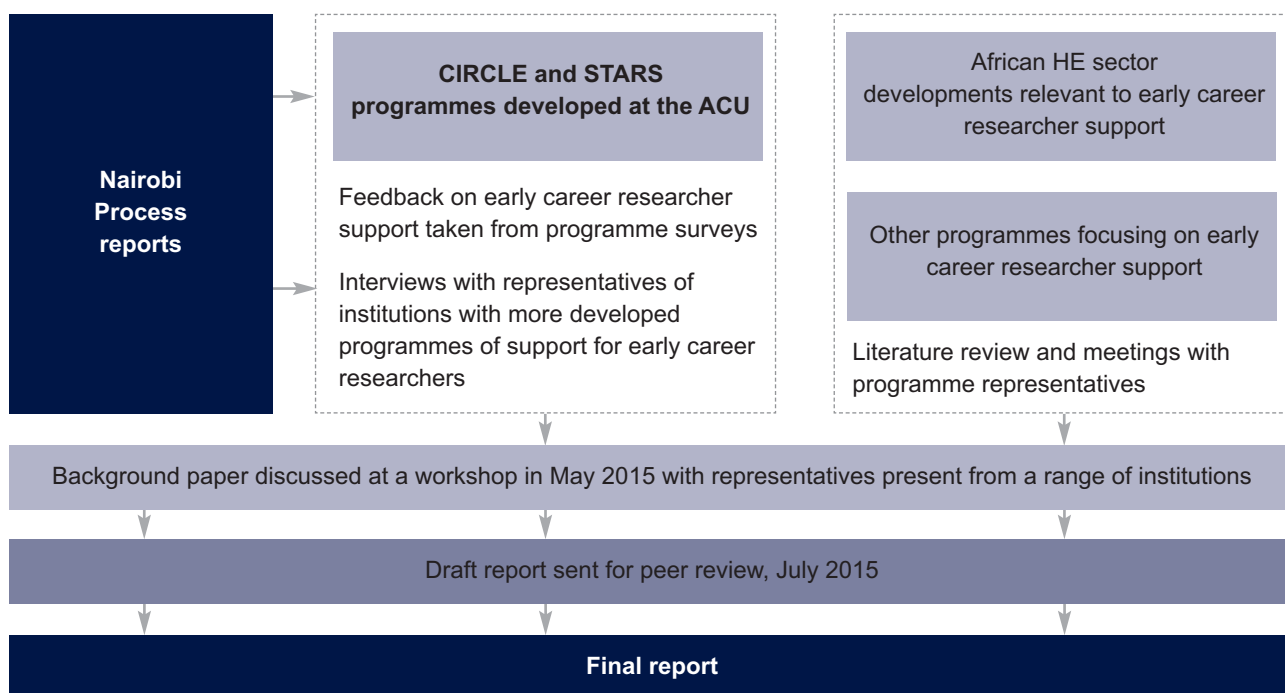 Nairobi
Process
reports
CIRCLE and STARS
programmes developed at the ACU
Feedback on early career researcher
support taken from programme surveys
Interviews with representatives of
institutions with more developed
programmes of support for early career
researchers
African HE sector
developments relevant to early career
researcher support
Other programmes focusing on early
career researcher support
Literature review and meetings with
programme representatives
Background paper discussed at a workshop in May 2015 with representatives present from a range of institutions
Draft report sent for peer review, July 2015
Final report